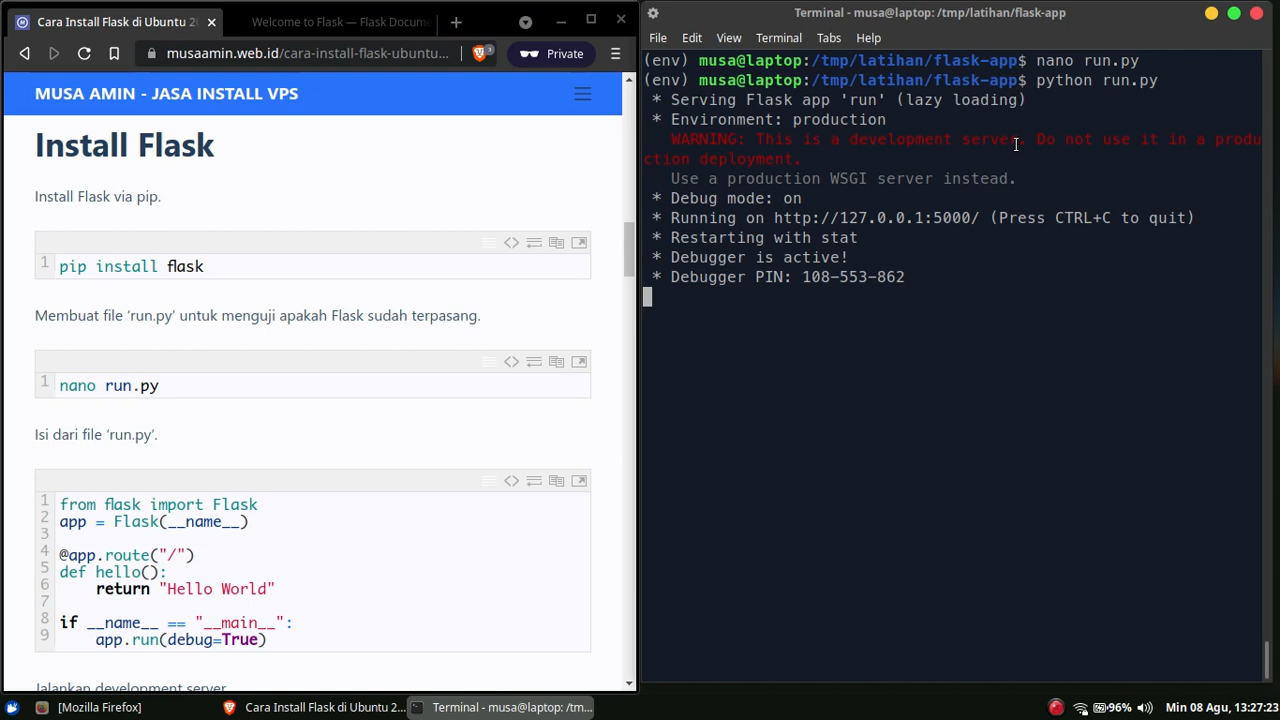 Cara Install Flask di Ubuntu 20
Welcome to Flask — Flask Docume
musaamin.web.id/cara-install-flask-ubuntu...
3
Private
MUSA AMIN - JASA INSTALL VPS
Install Flask
Install Flask via pip.
1 pip install flask
Membuat file ‘run.py’ untuk menguji apakah Flask sudah terpasang.
1 nano run.py
Isi dari file ‘run.py’.
1 from flask import Flask
2 app = Flask(__name__)
3
4 @app.route("/")
5 def hello():
6     return "Hello World"
7
8 if __name__ == "__main__":
9     app.run(debug=True)
Jalankan development server
Terminal - musa@laptop: /tmp/latihan/flask-app
File Edit View Terminal Tabs Help
(env) musa@laptop:/tmp/latihan/flask-app$ nano run.py
(env) musa@laptop:/tmp/latihan/flask-app$ python run.py
 * Serving Flask app 'run' (lazy loading)
 * Environment: production
   WARNING: This is a development server. Do not use it in a produ
ction deployment.
   Use a production WSGI server instead.
 * Debug mode: on
 * Running on http://127.0.0.1:5000/ (Press CTRL+C to quit)
 * Restarting with stat
 * Debugger is active!
 * Debugger PIN: 108-553-862
[Mozilla Firefox]
Cara Install Flask di Ubuntu 2...
Terminal - musa@laptop: /tm...
96%
Min 08 Agu, 13:27:23